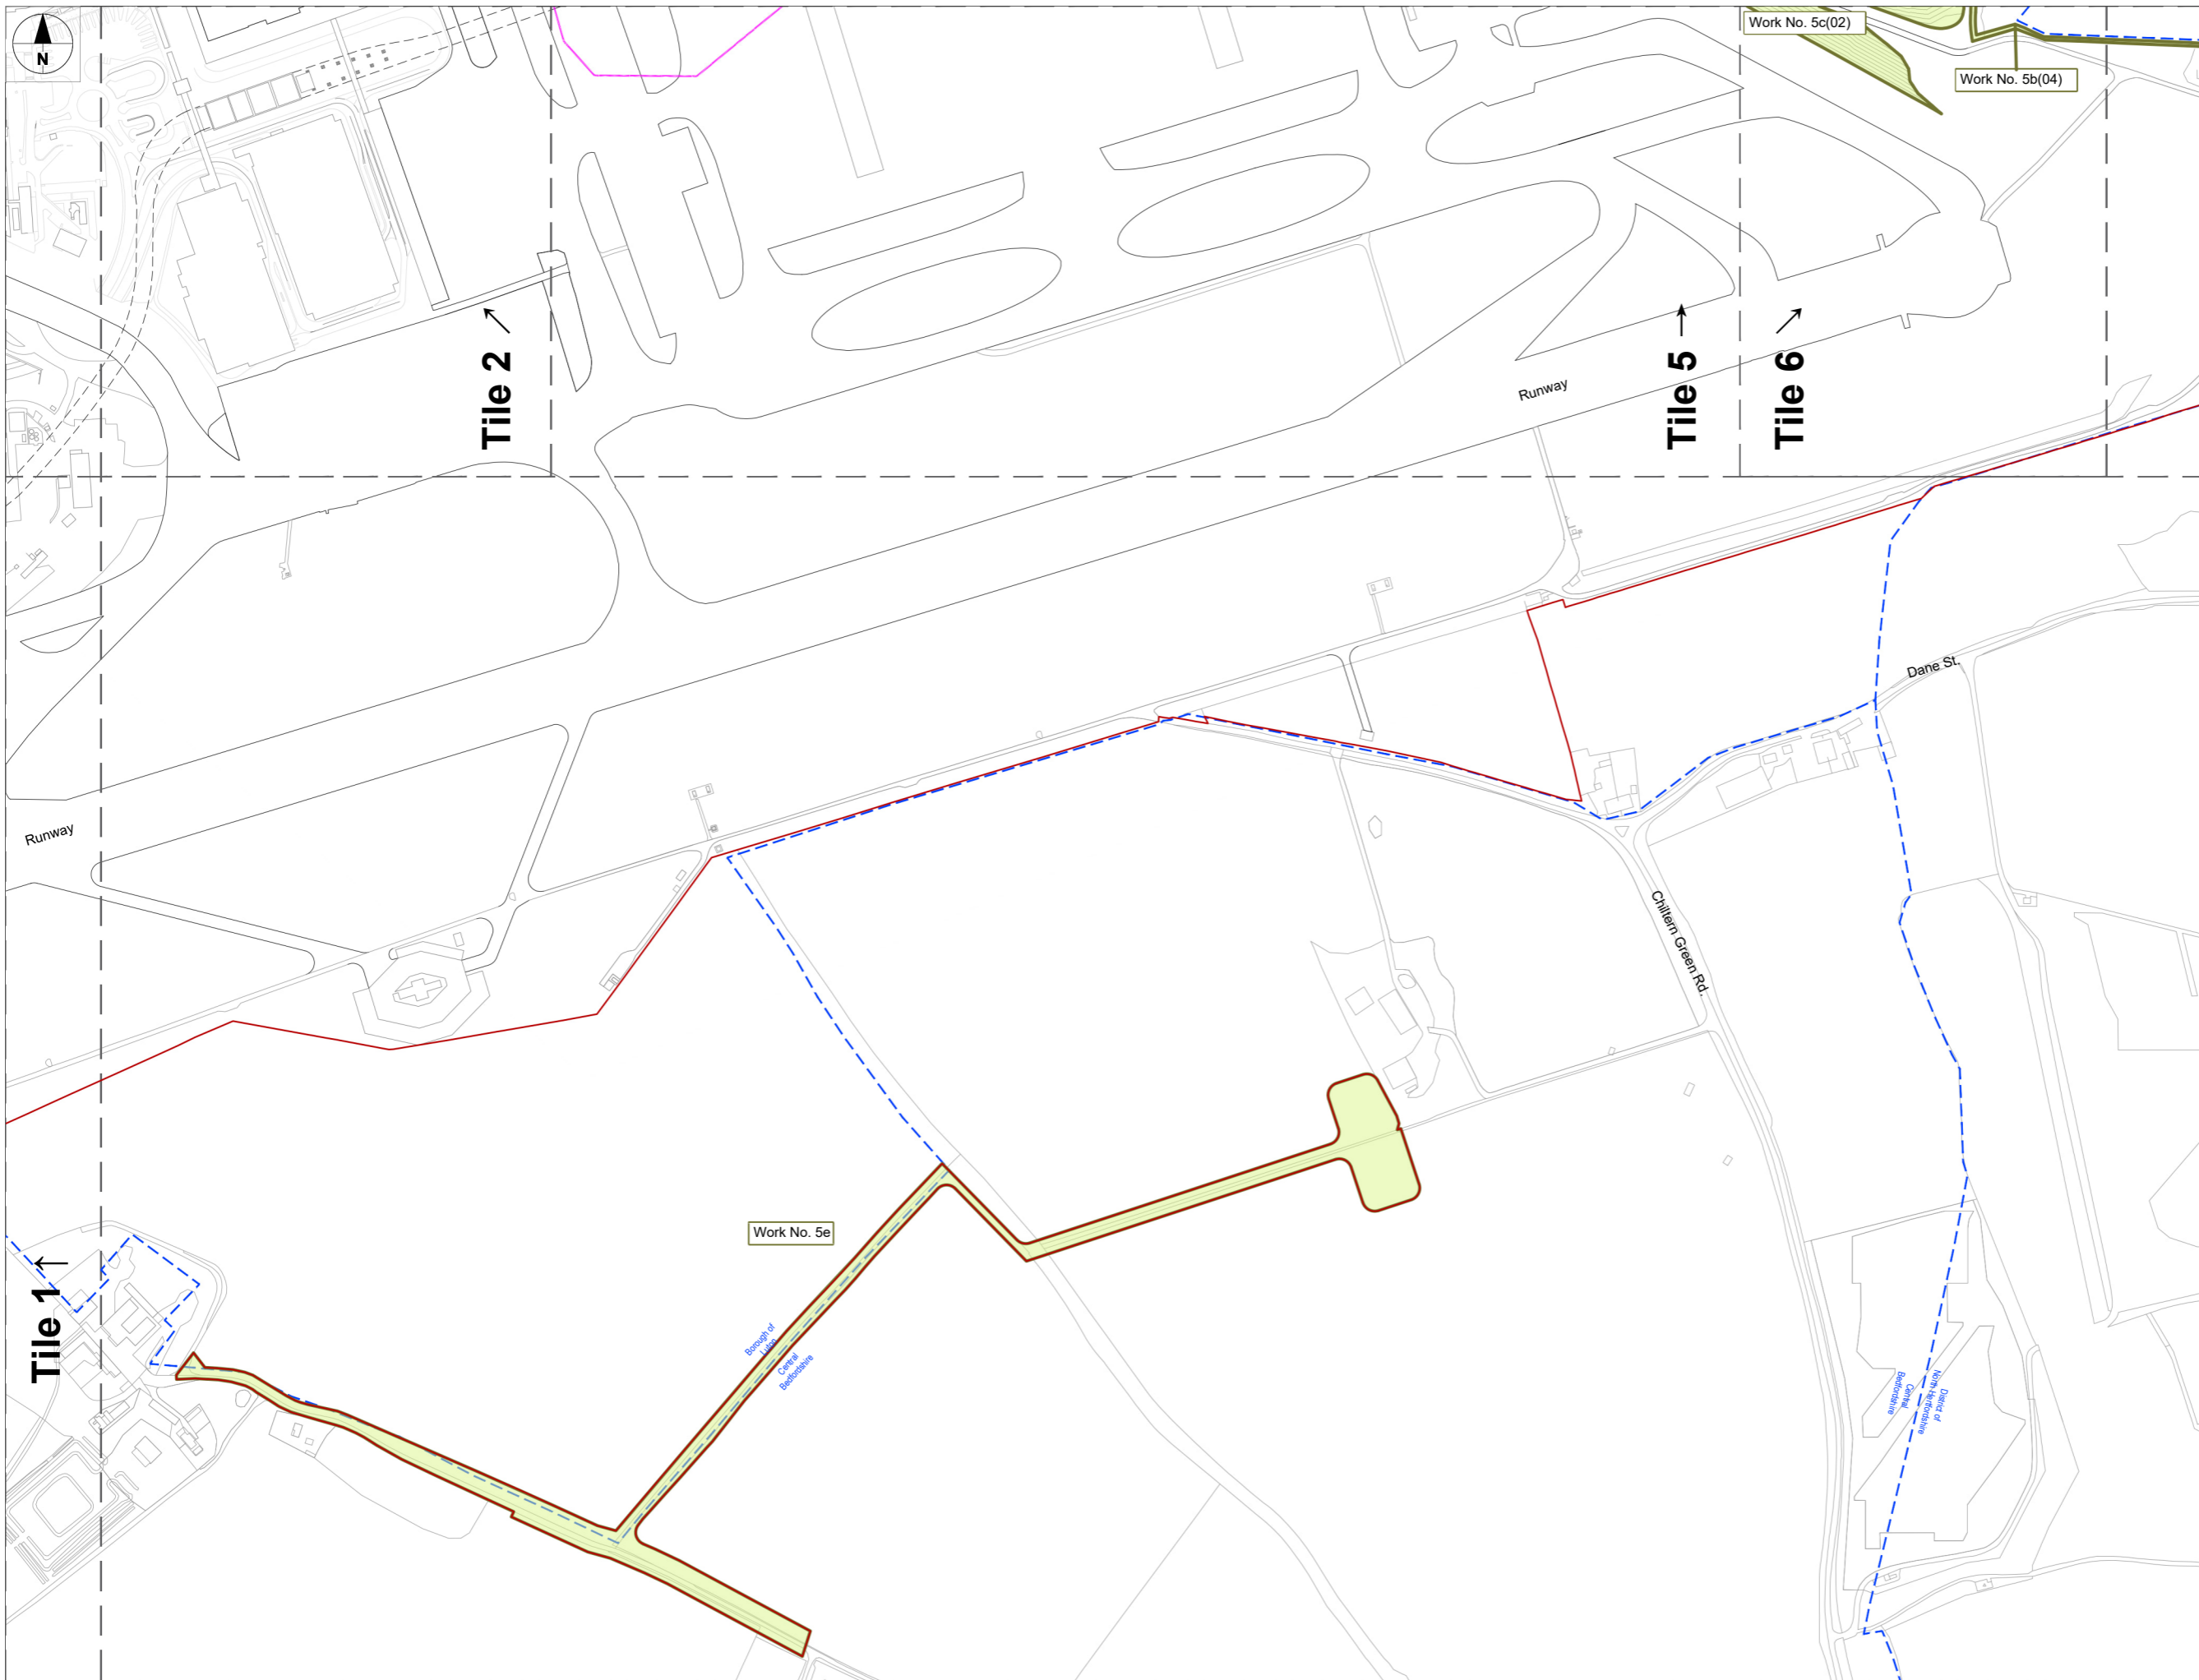 N
Work No. 5c(02)
Work No. 5b(04)
Tile 2
Runway
Tile 5
Tile 6
Dane St.
Runway
Chiltern Green Rd.
Work No. 5e
Tile 1
Borough of
Luton
Central
Bedfordshire
District of
North Hertfordshire
Central
Bedfordshire